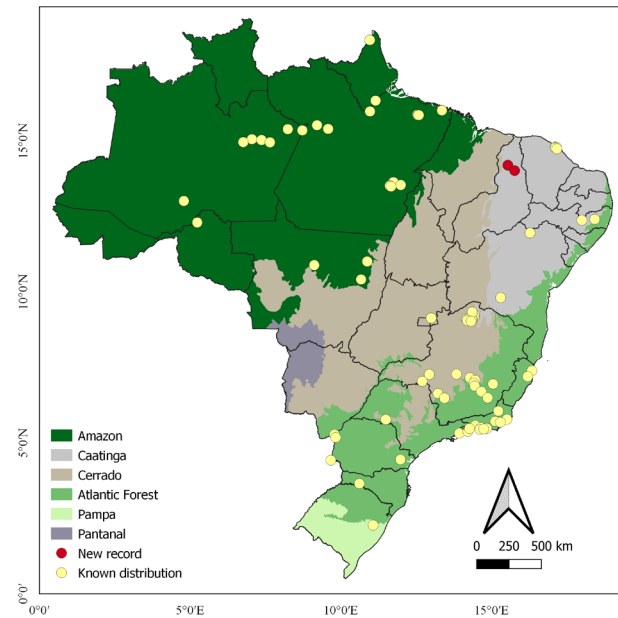 15°0'N
10°0'N
5°0'N
0°0'
Amazon
Caatinga
Cerrado
Atlantic Forest
Pampa
Pantanal
New record
Known distribution
0 250 500 km
0°0' 5°0'E 10°0'E 15°0'E